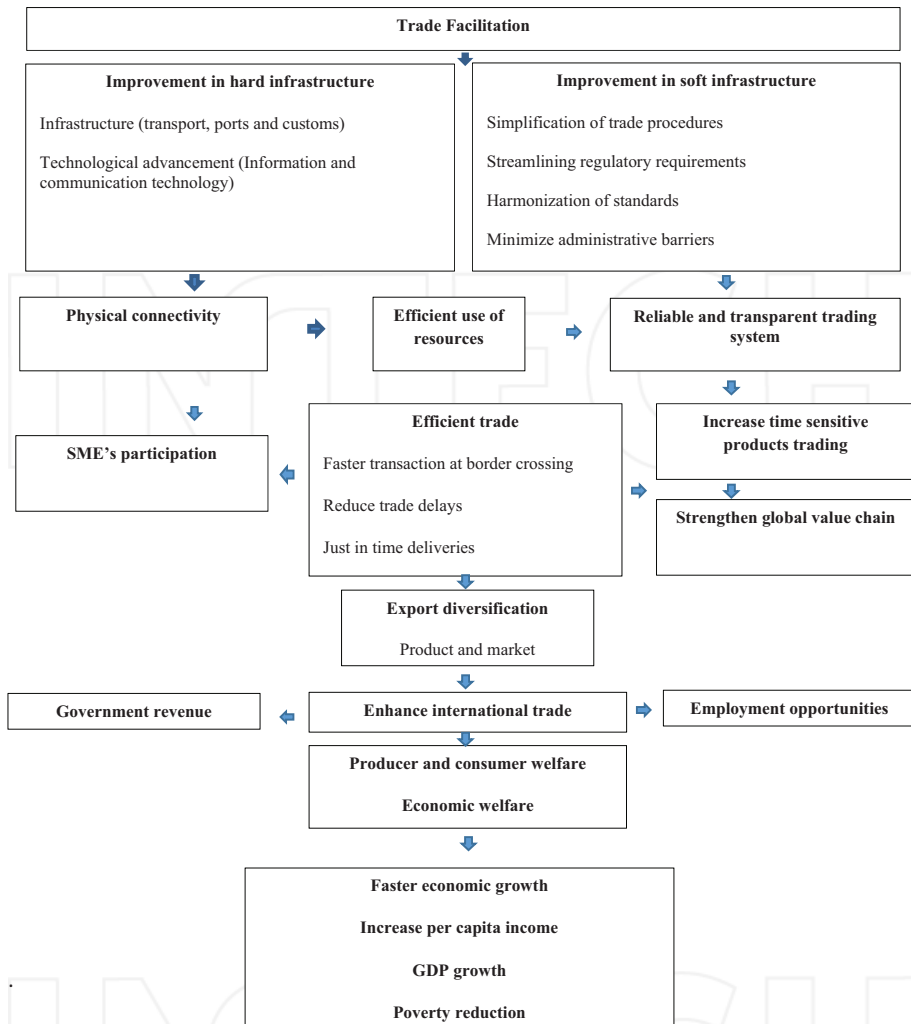 Trade Facilitation
Improvement in hard infrastructure
Infrastructure (transport, ports and customs)
Technological advancement (Information and
communication technology)
Improvement in soft infrastructure
Simplification of trade procedures
Streamlining regulatory requirements
Harmonization of standards
Minimize administrative barriers
Physical connectivity
Efficient use of
resources
Reliable and transparent trading
system
SME's participation
Efficient trade
Faster transaction at border crossing
Reduce trade delays
Just in time deliveries
Increase time sensitive
products trading
Strengthen global value chain
Export diversification
Product and market
Government revenue
Enhance international trade
Employment opportunities
Producer and consumer welfare
Economic welfare
Faster economic growth
Increase per capita income
GDP growth
Poverty reduction
.